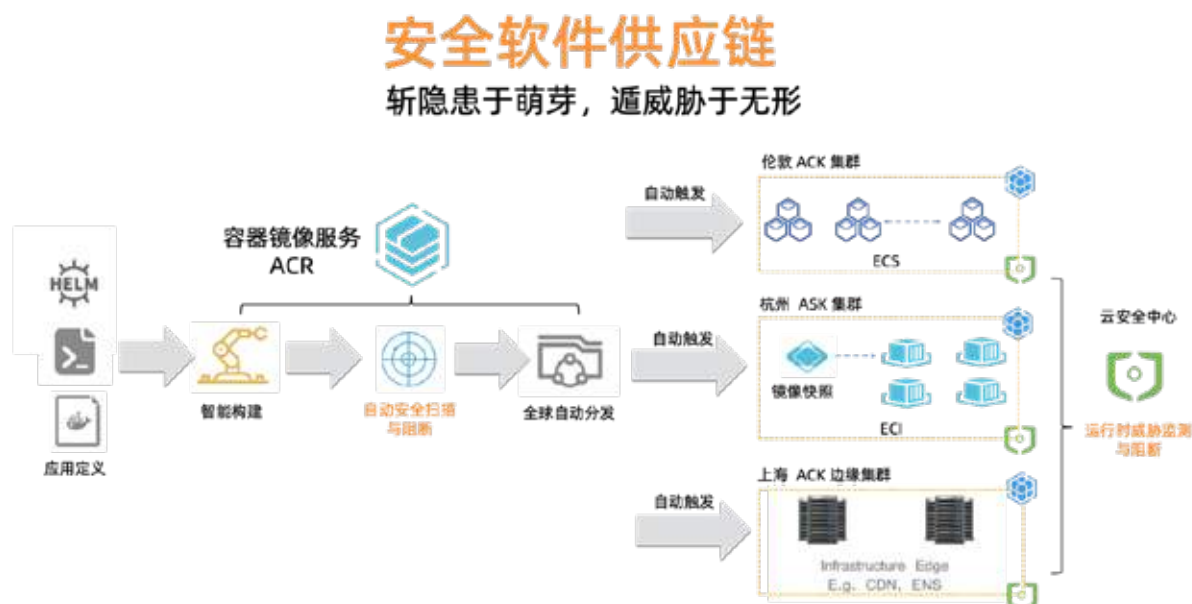 安全软件供应链
斩隐患于萌芽，遁威胁于无形
HELM
应用定义
容器镜像服务
ACR
智能构建
自动安全扫描
与阻断
全球自动分发
自动触发
伦敦 ACK 集群
ECS
自动触发
杭州 ASK 集群
镜像快照
ECI
自动触发
上海 ACK 边缘集群
Infrastructure Edge
E.g. CDN, ENS
云安全中心
运行时威胁监测
与阻断